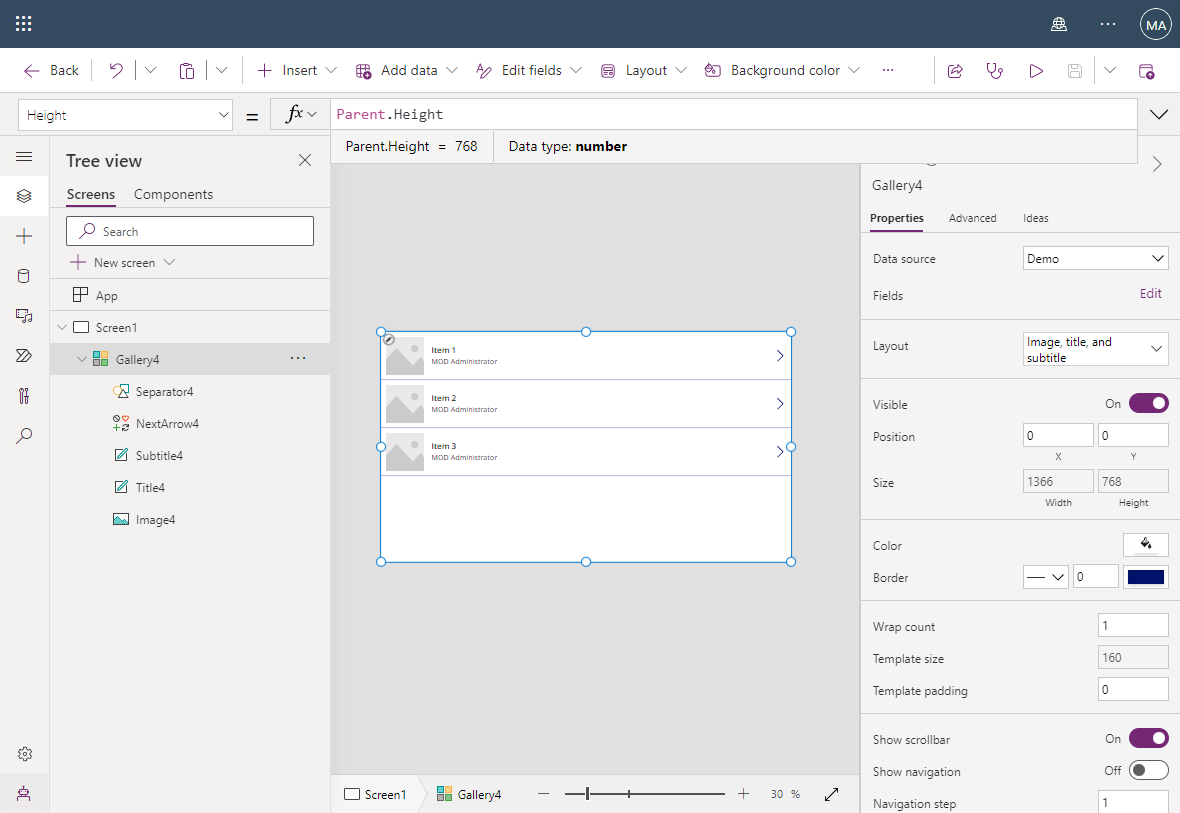 MA
Back
Insert
Add data
Edit fields
Layout
Background color
Height
=
fx
Parent.Height
Parent.Height = 768
Data type: number
Tree view
Screens
Components
Search
New screen
App
Screen1
Gallery4
Separator4
NextArrow4
Subtitle4
Title4
Image4
Item 1
MOD Administrator
Item 2
MOD Administrator
Item 3
MOD Administrator
Screen1
Gallery4
30 %
Gallery4
Properties
Advanced
Ideas
Data source
Demo
Fields
Edit
Layout
Image, title, and
subtitle
Visible
On
Position
0
0
X
Y
Size
1366
768
Width
Height
Color
Border
0
Wrap count
1
Template size
160
Template padding
0
Show scrollbar
On
Show navigation
Off
Navigation step
1